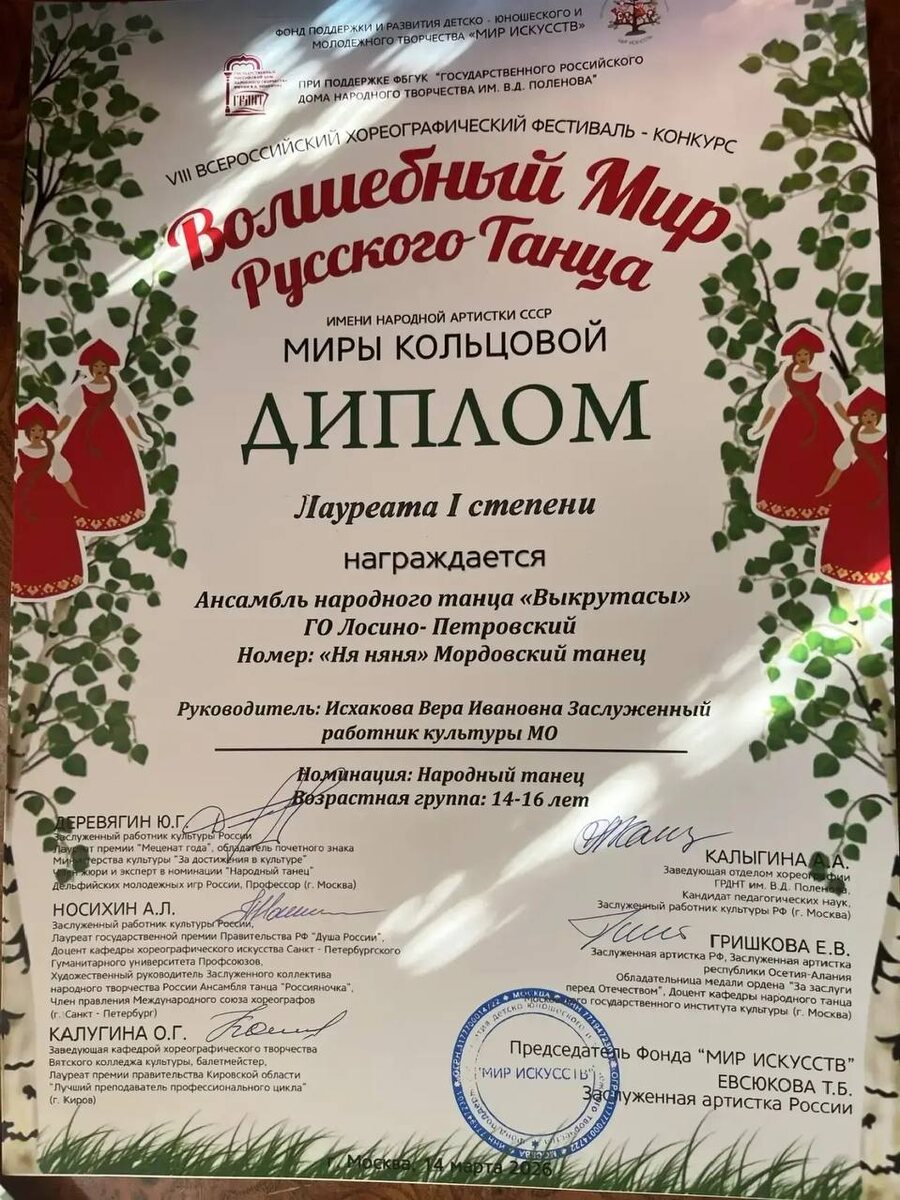 ФОНД ПОДДЕРЖКИ И РАЗВИТИЯ ДЕТСКО - ЮНОШЕСКОГО И
МОЛОДЕЖНОГО ТВОРЧЕСТВА «МИР ИСКУССТВ»
МИР ИСКУССТВ
ГРДНТ
ПРИ ПОДДЕРЖКЕ ФБГУК "ГОСУДАРСТВЕННОГО РОССИЙСКОГО
ДОМА НАРОДНОГО ТВОРЧЕСТВА ИМ. В.Д. ПОЛЕНОВА"
VIII ВСЕРОССИЙСКИЙ ХОРЕОГРАФИЧЕСКИЙ ФЕСТИВАЛЬ - КОНКУРС
Волшебный Мир
Русского Танца
ИМЕНИ НАРОДНОЙ АРТИСТКИ СССР
МИРЫ КОЛЬЦОВОЙ
ДИПЛОМ
Лауреата I степени
награждается
Ансамбль народного танца «Выкрутасы»
ГО Лосино- Петровский
Номер: «Ня няня» Мордовский танец
Руководитель: Исхакова Вера Ивановна Заслуженный
работник культуры МО
Номинация: Народный танец
Возрастная группа: 14-16 лет
ДЕРЕВЯГИН Ю.Г.
Заслуженный работник культуры России
Лауреат премии "Меценат года", обладатель почетного знака
Министерства культуры "За достижения в культуре"
Член жюри и эксперт в номинации "Народный танец"
Дельфийских молодежных игр России, Профессор (г. Москва)
НОСИХИН А.Л.
Заслуженный работник культуры России,
Лауреат государственной премии Правительства РФ "Душа России",
Доцент кафедры хореографического искусства Санкт - Петербургского
Гуманитарного университета Профсоюзов,
Художественный руководитель Заслуженного коллектива
народного творчества России Ансамбля танца "Россияночка",
Член правления Международного союза хореографов
(г. Санкт - Петербург)
КАЛУГИНА О.Г.
Заведующая кафедрой хореографического творчества
Вятского колледжа культуры, балетмейстер,
Лауреат премии правительства Кировской области
"Лучший преподаватель профессионального цикла"
(г. Киров)
КАЛЫГИНА А.А.
Заведующая отделом хореографии
ГРДНТ им. В.Д. Поленова,
Кандидат педагогических наук,
Заслуженный работник культуры РФ (г. Москва)
ГРИШКОВА Е.В.
Заслуженная артистка РФ, Заслуженная артистка
республики Осетия-Алания
Обладательница медали ордена "За заслуги
перед Отечеством", Доцент кафедры народного танца
Московского государственного института культуры (г. Москва)
Председатель Фонда "МИР ИСКУССТВ"
ЕВСЮКОВА Т.Б.
Заслуженная артистка России
"МИР ИСКУССТВ"
г. Москва, 14 марта 2026